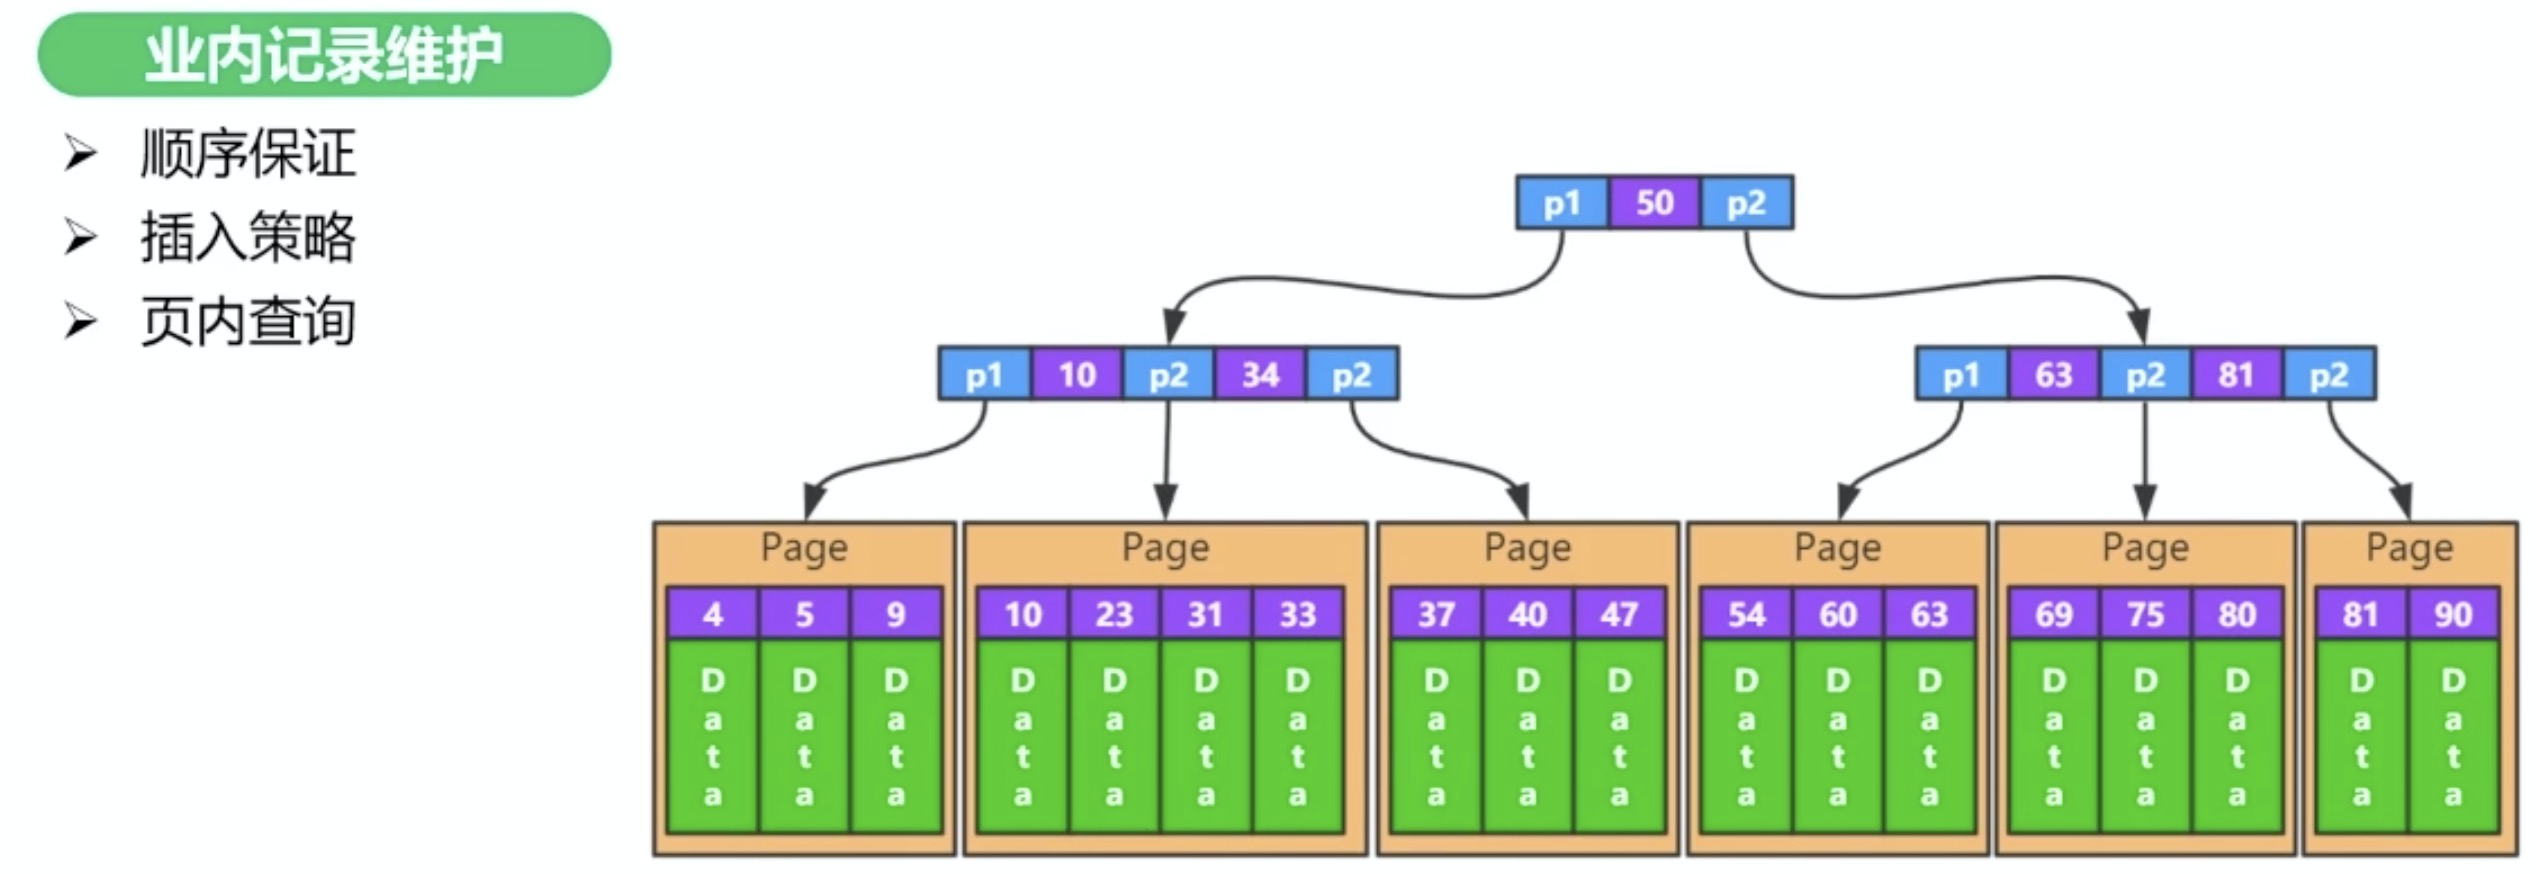 业内记录维护
顺序保证
插入策略
页内查询
p1 50 p2
p1 10 p2 34 p2
p1 63 p2 81 p2
Page Page Page Page Page Page
4 5 9 10 23 31 33 37 40 47 54 60 63 69 75 80 81 90
Data Data Data Data Data Data Data Data Data Data Data Data Data Data Data Data Data Data